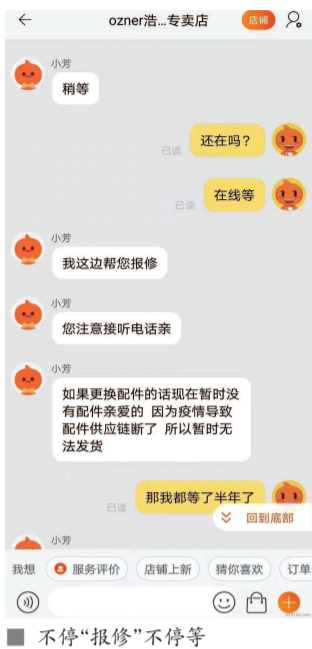 ozner浩...专卖店
店铺
小芳
稍等
还在吗？
已读
在线等
已读
小芳
我这边帮您报修
小芳
您注意接听电话亲
小芳
如果更换配件的话现在暂时没
有配件亲爱的 因为疫情导致
配件供应链断了 所以暂时无
法发货
那我都等了半年了
已读
回到底部
小芳
我想
服务评价
店铺上新
猜你喜欢
订单
■ 不停“报修”不停等